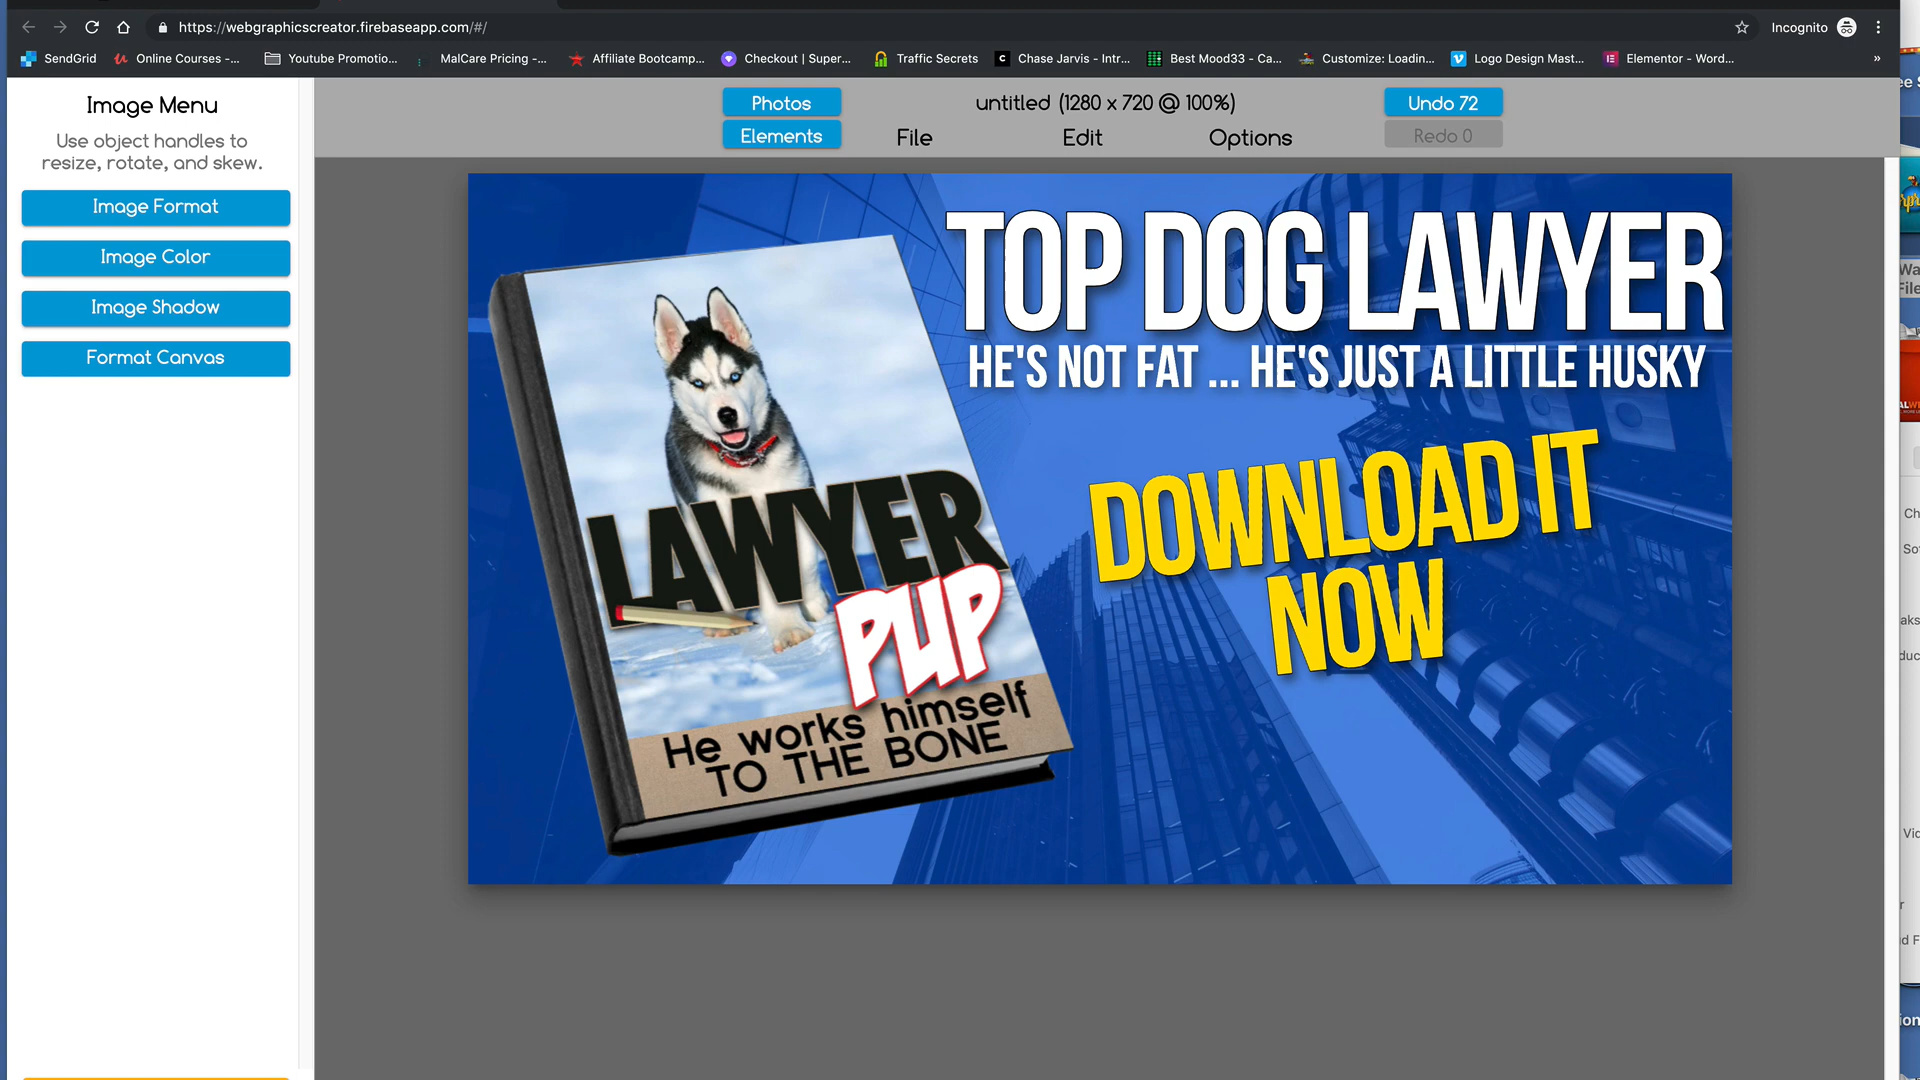 https://webgraphicscreator.firebaseapp.com/#/
Incognito
SendGrid
Online Courses -...
Youtube Promotio...
MalCare Pricing -...
Affiliate Bootcamp...
Checkout | Super...
Traffic Secrets
Chase Jarvis - Intr...
Best Mood33 - Ca...
Customize: Loadin...
Logo Design Mast...
Elementor - Word...
»
Image Menu
Use object handles to
resize, rotate, and skew.
Image Format
Image Color
Image Shadow
Format Canvas
Photos
Elements
untitled (1280 x 720 @ 100%)
File
Edit
Options
Undo 72
Redo 0
TOP DOG LAWYER
HE'S NOT FAT ... HE'S JUST A LITTLE HUSKY
DOWNLOAD IT
NOW
LAWYER
PUP
He works himself
TO THE BONE